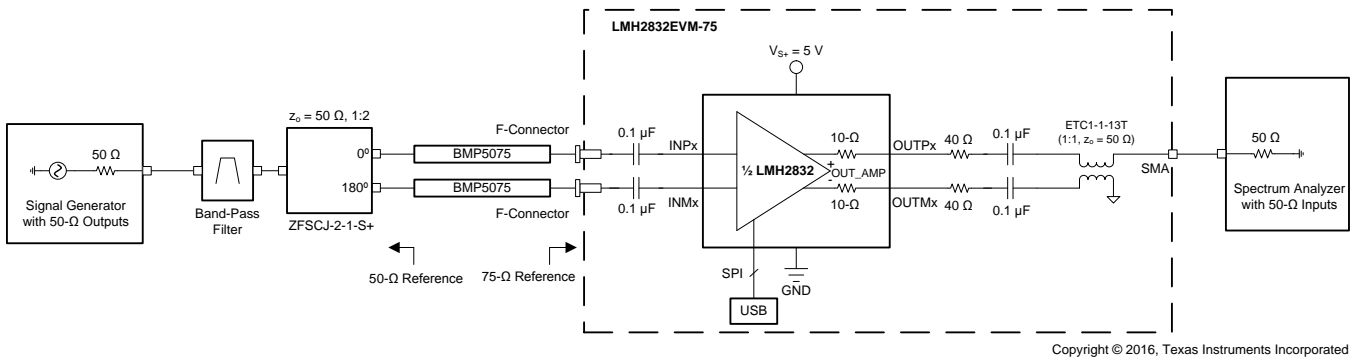 LMH2832EVM-75
V_S+ = 5 V
z_o = 50 Ω, 1:2
F-Connector
0.1 µF
ETC1-1-13T
(1:1, z_o = 50 Ω)
50 Ω
0º
BMP5075
INPx
10-Ω
OUTPx
40 Ω
0.1 µF
50 Ω
½ LMH2832
+
OUT_AMP
-
180º
BMP5075
INMx
10-Ω
OUTMx
40 Ω
0.1 µF
SMA
Signal Generator
with 50-Ω Outputs
Band-Pass
Filter
ZFSCJ-2-1-S+
F-Connector
0.1 µF
Spectrum Analyzer
with 50-Ω Inputs
50-Ω Reference
75-Ω Reference
SPI
GND
USB
Copyright © 2016, Texas Instruments Incorporated